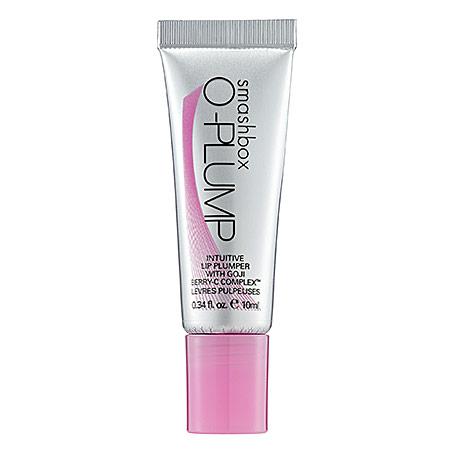 smashbox
O-PLUMP
INTUITIVE
LIP PLUMPER
WITH GOJI
BERRY-C COMPLEX™
LÈVRES PULPEUSES
0.34 fl. oz. ℮ 10ml